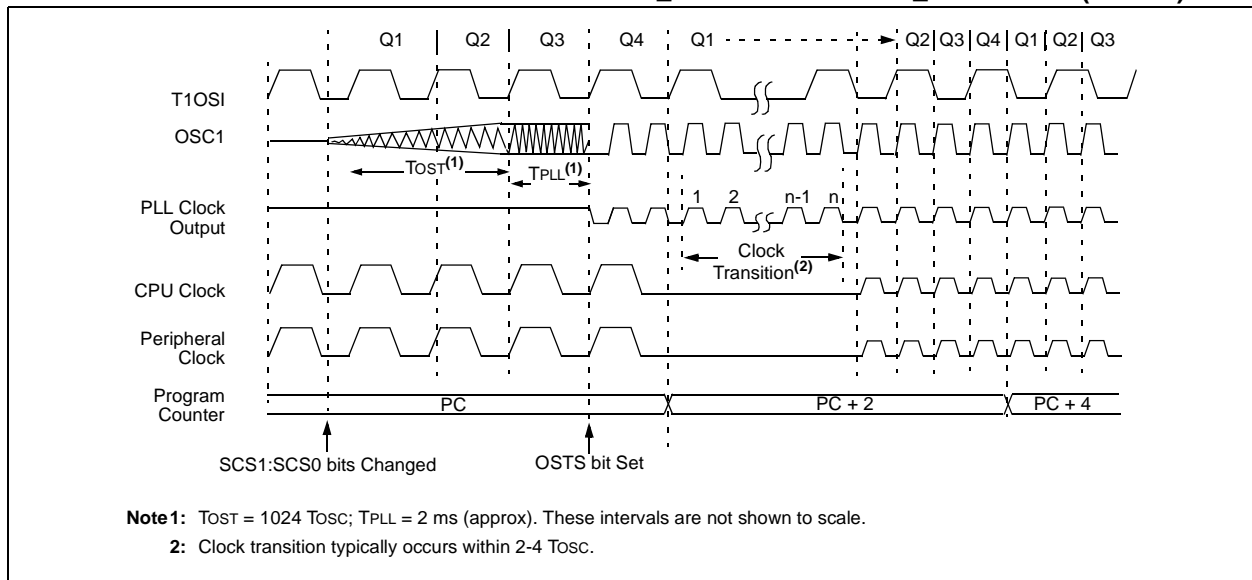 Q1 Q2 Q3 Q4 Q1 Q2 Q3 Q4 Q1 Q2 Q3
T1OSI
OSC1
TOST(1) TPLL(1)
1 2 n-1 n
PLL Clock
Output
Clock
Transition(2)
CPU Clock
Peripheral
Clock
Program
Counter
PC PC + 2 PC + 4
SCS1:SCS0 bits Changed OSTS bit Set
Note 1: TOST = 1024 TOSC; TPLL = 2 ms (approx). These intervals are not shown to scale.
2: Clock transition typically occurs within 2-4 TOSC.